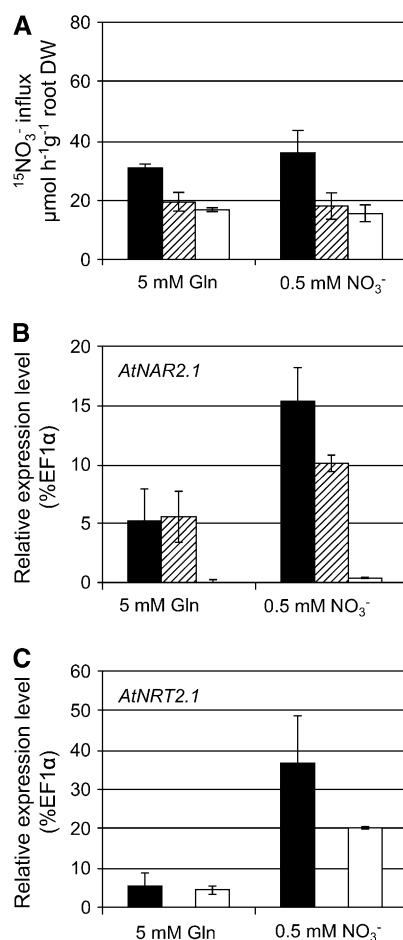 A
¹⁵NO₃⁻ influx
µmol h⁻¹g⁻¹ root DW
80
60
40
20
0
5 mM Gln
0.5 mM NO₃⁻
B
AtNAR2.1
Relative expression level
(%EF1α)
20
15
10
5
0
5 mM Gln
0.5 mM NO₃⁻
C
AtNRT2.1
Relative expression level
(%EF1α)
60
50
40
30
20
10
0
5 mM Gln
0.5 mM NO₃⁻